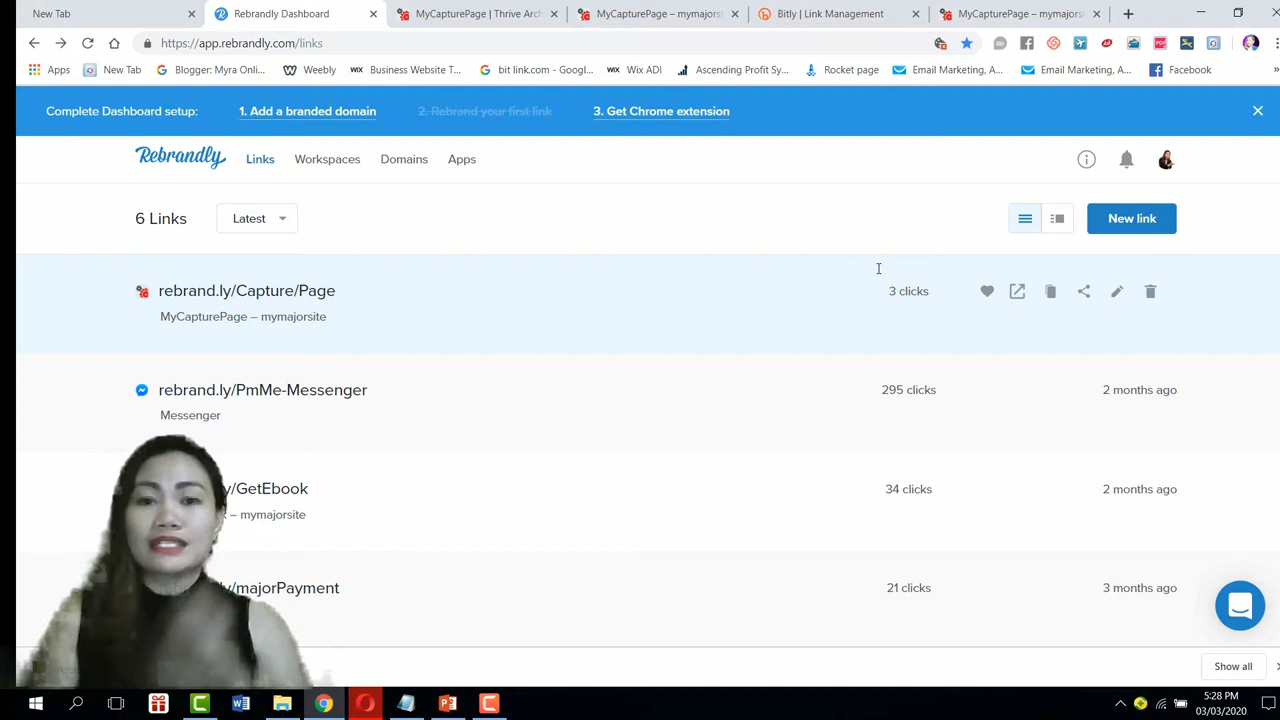 New Tab
Rebrandly Dashboard
MyCapturePage | Thrive Arch
MyCapturePage – mymajorsi
Bitly | Link Management
MyCapturePage – mymajorsi
https://app.rebrandly.com/links
Apps
New Tab
Blogger: Myra Onli...
Weebly
WIX Business Website T...
bit link.com - Googl...
WIX Wix ADI
Ascending Profit Sy...
Rocket page
Email Marketing, A...
Email Marketing, A...
Facebook
Complete Dashboard setup:
1. Add a branded domain
2. Rebrand your first link
3. Get Chrome extension
Rebrandly
Links
Workspaces
Domains
Apps
6 Links
Latest
New link
rebrand.ly/Capture/Page
3 clicks
MyCapturePage – mymajorsite
rebrand.ly/PmMe-Messenger
295 clicks
2 months ago
Messenger
y/GetEbook
34 clicks
2 months ago
– mymajorsite
y/majorPayment
21 clicks
3 months ago
Show all
5:28 PM
03/03/2020